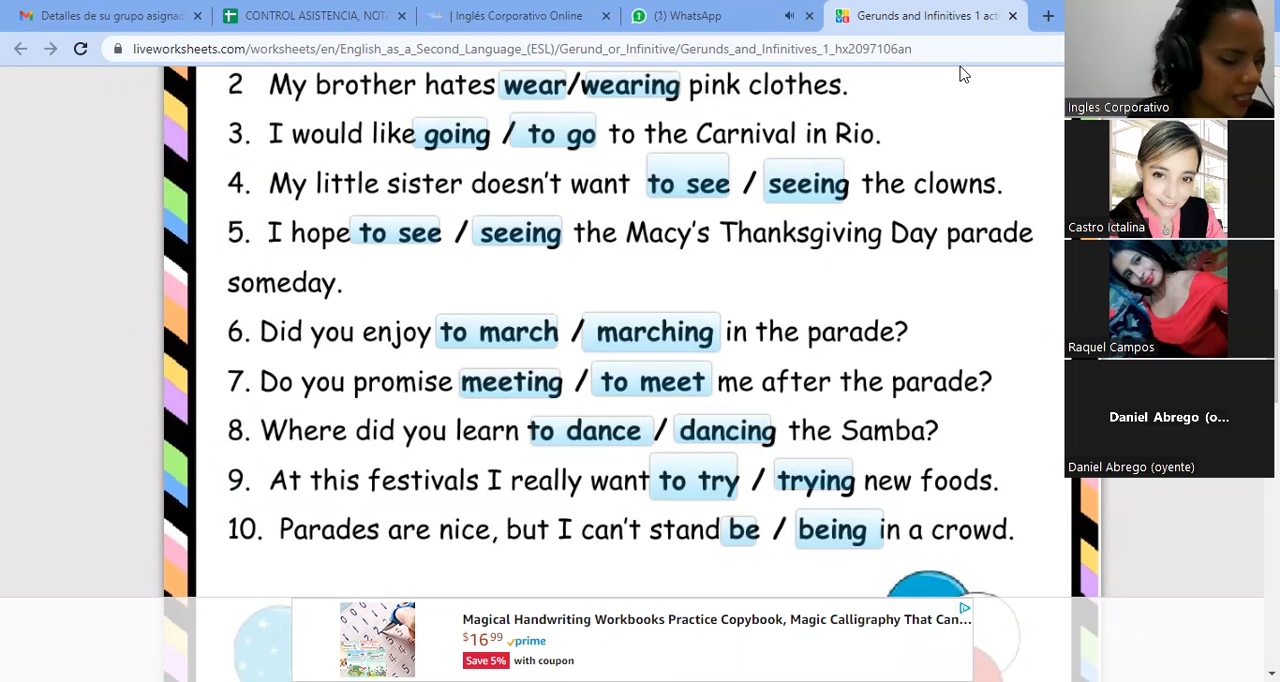 Detalles de su grupo asignad
CONTROL ASISTENCIA, NOTA
| Inglés Corporativo Online
(3) WhatsApp
Gerunds and Infinitives 1 act
liveworksheets.com/worksheets/en/English_as_a_Second_Language_(ESL)/Gerund_or_Infinitive/Gerunds_and_Infinitives_1_hx2097106an
2 My brother hates wear/wearing pink clothes.
3. I would like going / to go to the Carnival in Rio.
4. My little sister doesn't want to see / seeing the clowns.
5. I hope to see / seeing the Macy's Thanksgiving Day parade
someday.
6. Did you enjoy to march / marching in the parade?
7. Do you promise meeting / to meet me after the parade?
8. Where did you learn to dance / dancing the Samba?
9. At this festivals I really want to try / trying new foods.
10. Parades are nice, but I can't stand be / being in a crowd.
Magical Handwriting Workbooks Practice Copybook, Magic Calligraphy That Can...
$16 99 prime
Save 5% with coupon
Ingles Corporativo
Castro Ictalina
Raquel Campos
Daniel Abrego (o...
Daniel Abrego (oyente)